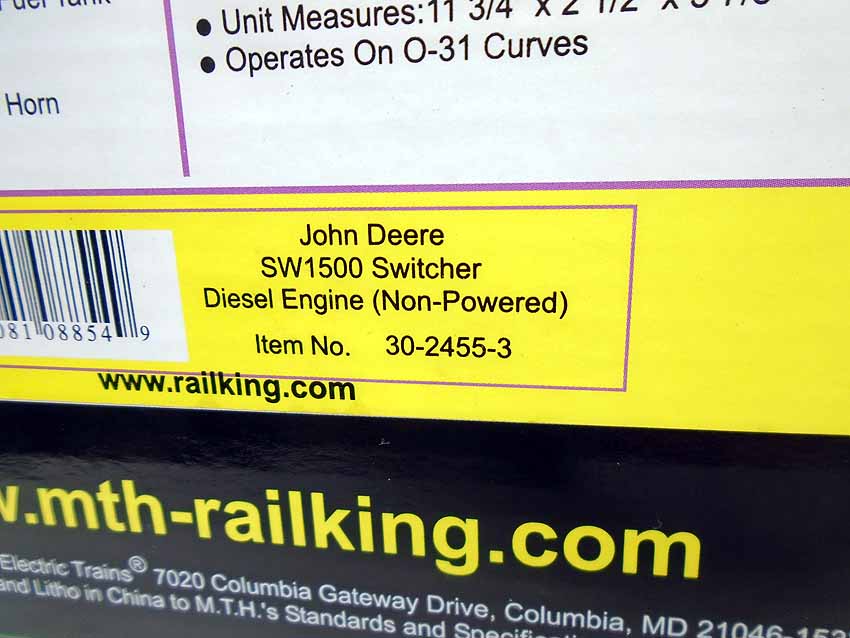 Fuel Tank
• Unit Measures:11 3/4" x 2 1/2" x
• Operates On O-31 Curves
Horn
John Deere
SW1500 Switcher
Diesel Engine (Non-Powered)
081 08854 9
Item No. 30-2455-3
www.railking.com
w.mth-railking.com
Electric Trains® 7020 Columbia Gateway Drive, Columbia, MD 21046
and Litho in China to M.T.H.'s Standards and